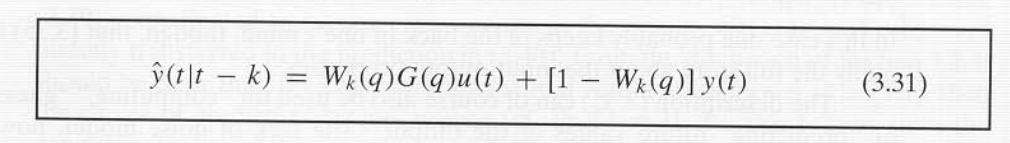 ŷ(t|t − k) = W_k(q)G(q)u(t) + [1 − W_k(q)] y(t) (3.31)